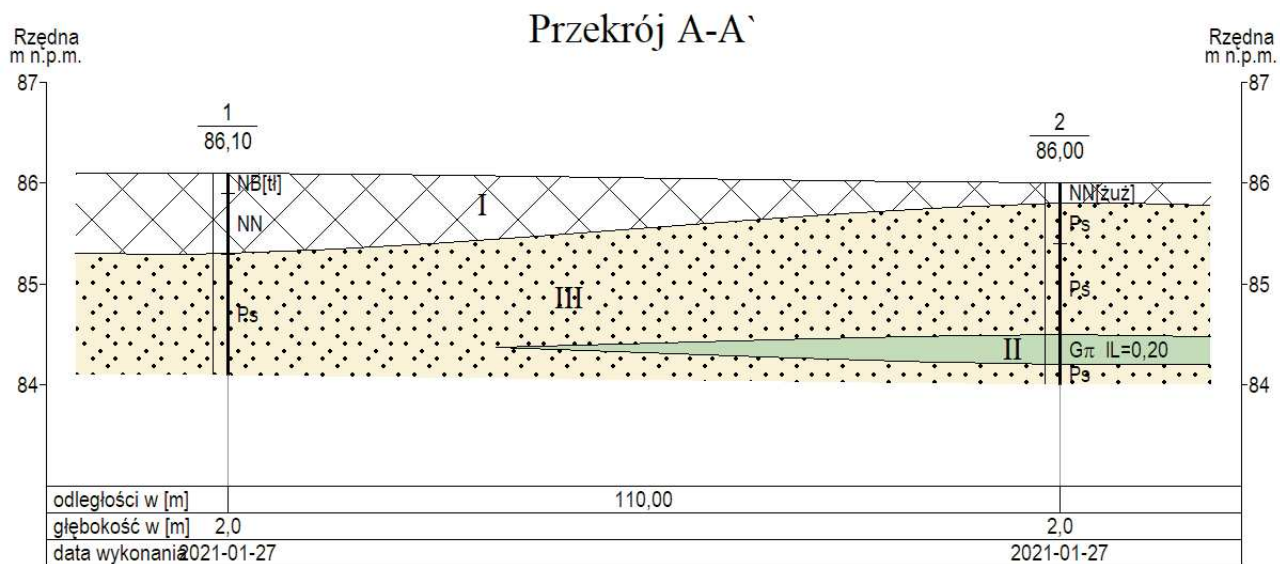 Przekrój A-A`
Rzędna
m n.p.m.
Rzędna
m n.p.m.
87
87
1
86,10
2
86,00
86
NB[tł]
I
NN[żuż]
86
NN
Ps
85
III
Ps
85
Ps
II
Gπ IL=0,20
84
Ps
84
odległości w [m]
110,00
głębokość w [m]
2,0
2,0
data wykonania
2021-01-27
2021-01-27